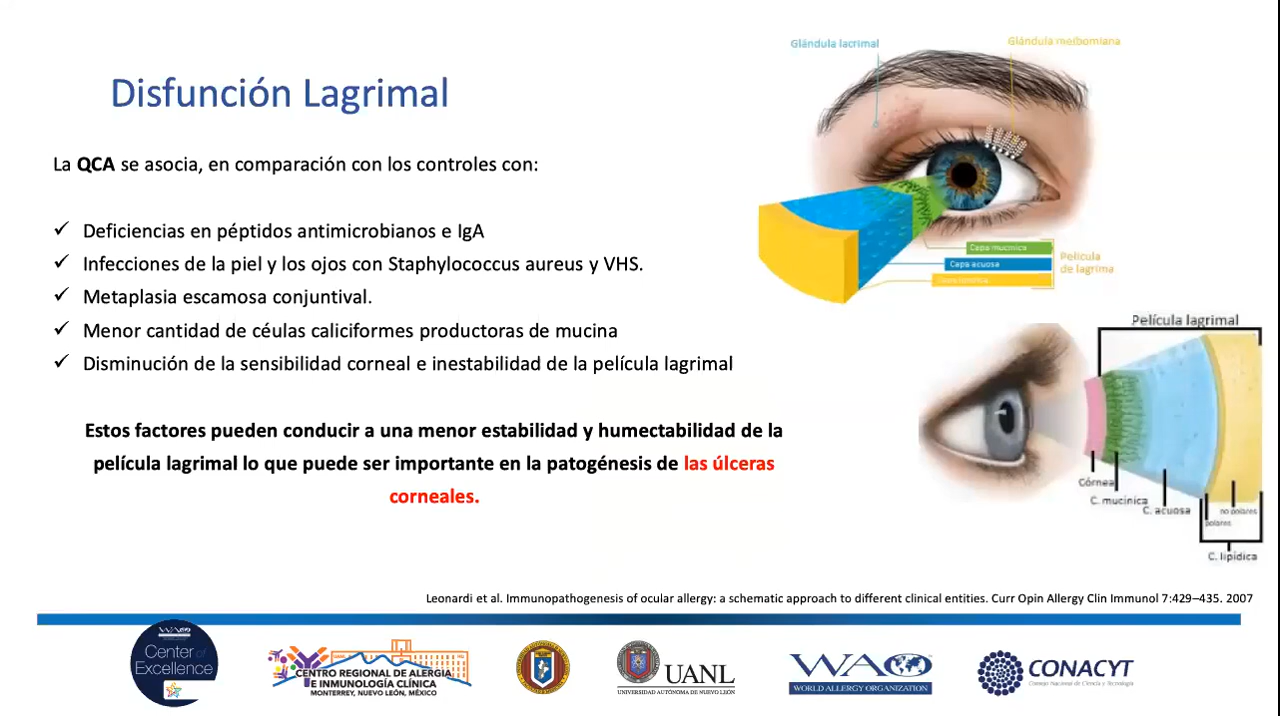 Disfunción Lagrimal
La QCA se asocia, en comparación con los controles con:
✓ Deficiencias en péptidos antimicrobianos e IgA
✓ Infecciones de la piel y los ojos con Staphylococcus aureus y VHS.
✓ Metaplasia escamosa conjuntival.
✓ Menor cantidad de céulas caliciformes productoras de mucina
✓ Disminución de la sensibilidad corneal e inestabilidad de la película lagrimal
Estos factores pueden conducir a una menor estabilidad y humectabilidad de la
película lagrimal lo que puede ser importante en la patogénesis de las úlceras
corneales.
Glándula lacrimal
Glándula meibomiana
Capa mucínica
Capa acuosa
Película
de lagrima
Película lagrimal
Córnea
C. mucínica
C. acuosa
polares
no polares
C. lipídica
Leonardi et al. Immunopathogenesis of ocular allergy: a schematic approach to different clinical entities. Curr Opin Allergy Clin Immunol 7:429–435. 2007
WAO
Center of
Excellence
CENTRO REGIONAL DE ALERGIA
E INMUNOLOGÍA CLÍNICA
MONTERREY, NUEVO LEÓN, MÉXICO
UANL
UNIVERSIDAD AUTÓNOMA DE NUEVO LEÓN
WAO
WORLD ALLERGY ORGANIZATION
CONACYT
Consejo Nacional de Ciencia y Tecnología